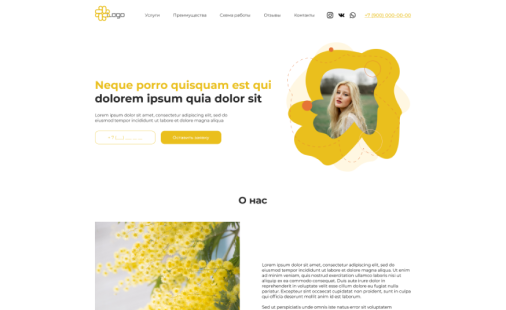 Logo
Услуги Преимущества Схема работы Отзывы Контакты
+7 (900) 500-00-00
Neque porro quisquam est qui
dolorem ipsum quia dolor sit
Lorem ipsum dolor sit amet, consectetur adipiscing elit, sed do
eiusmod tempor incididunt ut labore et dolore magna aliqua
Оставить заявку
О нас
Lorem ipsum dolor sit amet, consectetur adipiscing elit, sed do
eiusmod tempor incididunt ut labore et dolore magna aliqua. Ut enim
ad minim veniam, quis nostrud exercitation ullamco laboris nisi ut
aliquip ex ea commodo consequat. Duis aute irure dolor in
reprehenderit in voluptate velit esse cillum dolore eu fugiat nulla
pariatur. Excepteur sint occaecat cupidatat non proident, sunt in culpa
qui officia deserunt mollit anim id est laborum.
Sed ut perspiciatis unde omnis iste natus error sit voluptatem